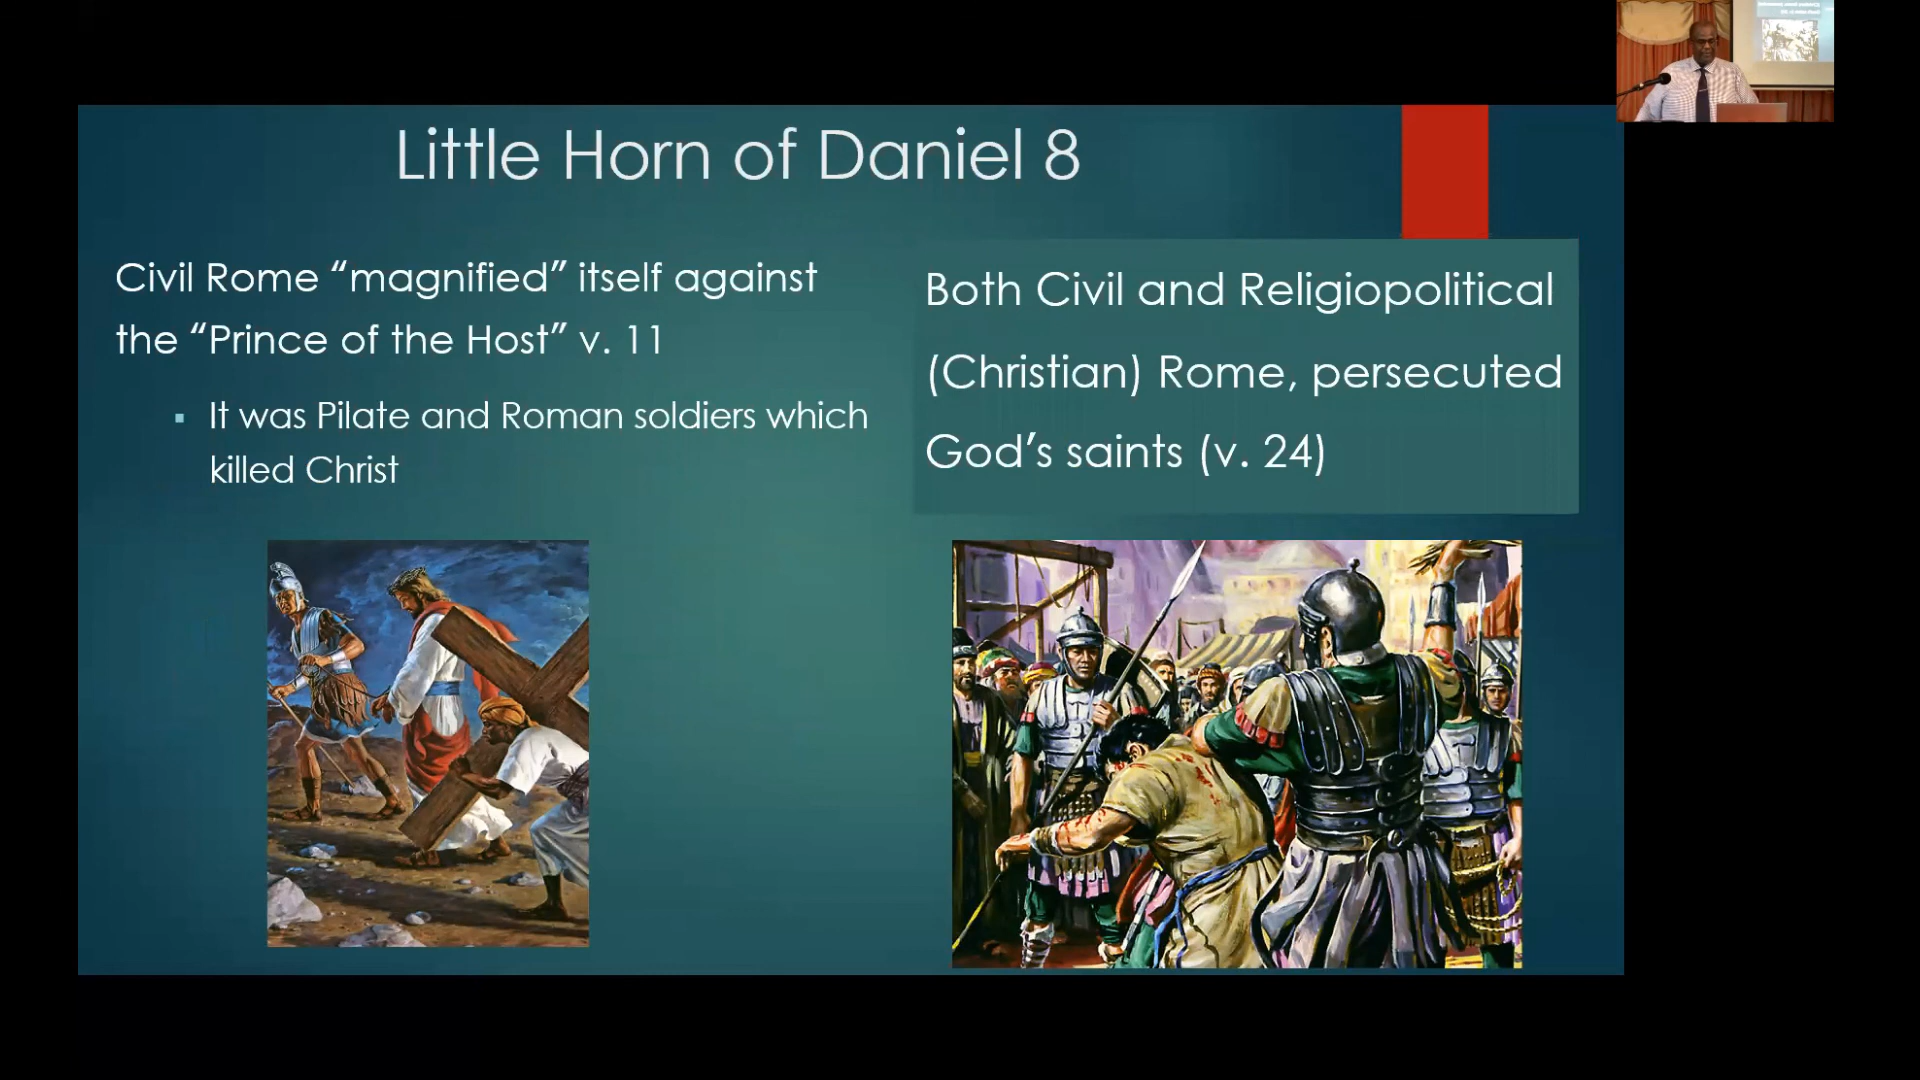 Little Horn of Daniel 8
Civil Rome “magnified” itself against
the “Prince of the Host” v. 11
▪ It was Pilate and Roman soldiers which
killed Christ
Both Civil and Religiopolitical
(Christian) Rome, persecuted
God’s saints (v. 24)